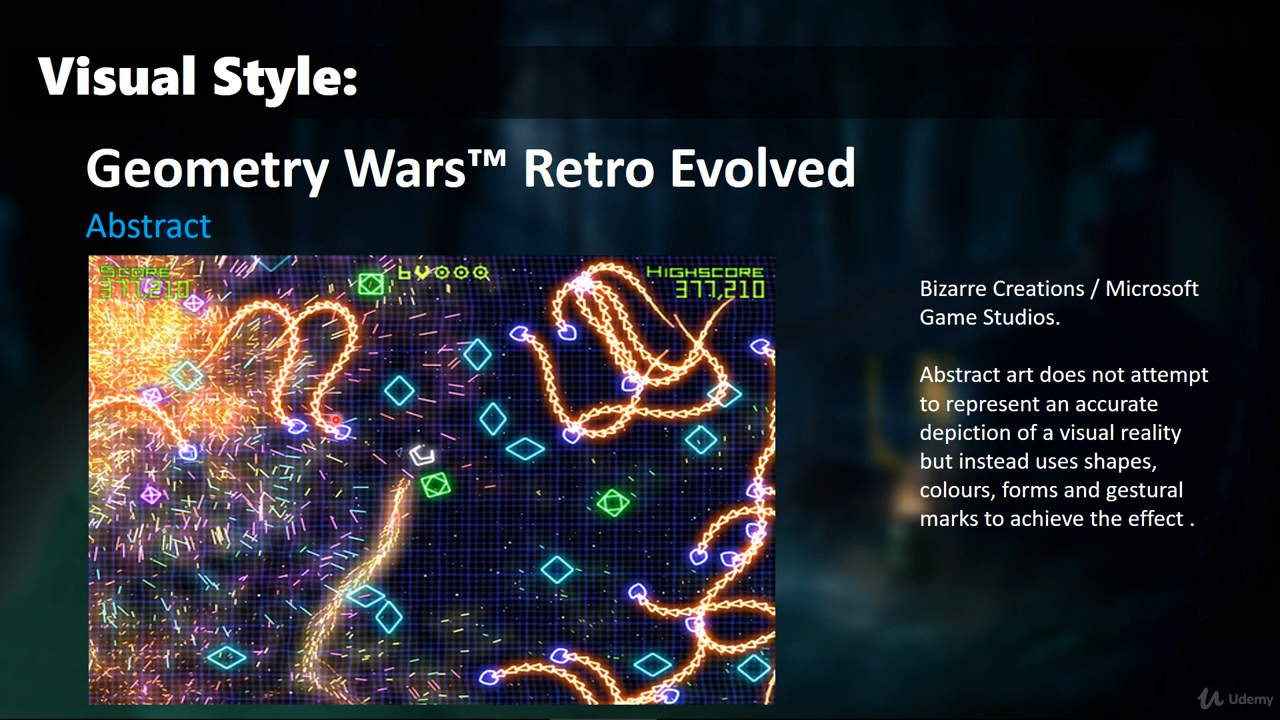 Visual Style:
Geometry Wars™ Retro Evolved
Abstract
SCORE
377,210
6
000
HIGHSCORE
377,210
Bizarre Creations / Microsoft
Game Studios.
Abstract art does not attempt
to represent an accurate
depiction of a visual reality
but instead uses shapes,
colours, forms and gestural
marks to achieve the effect .
Udemy